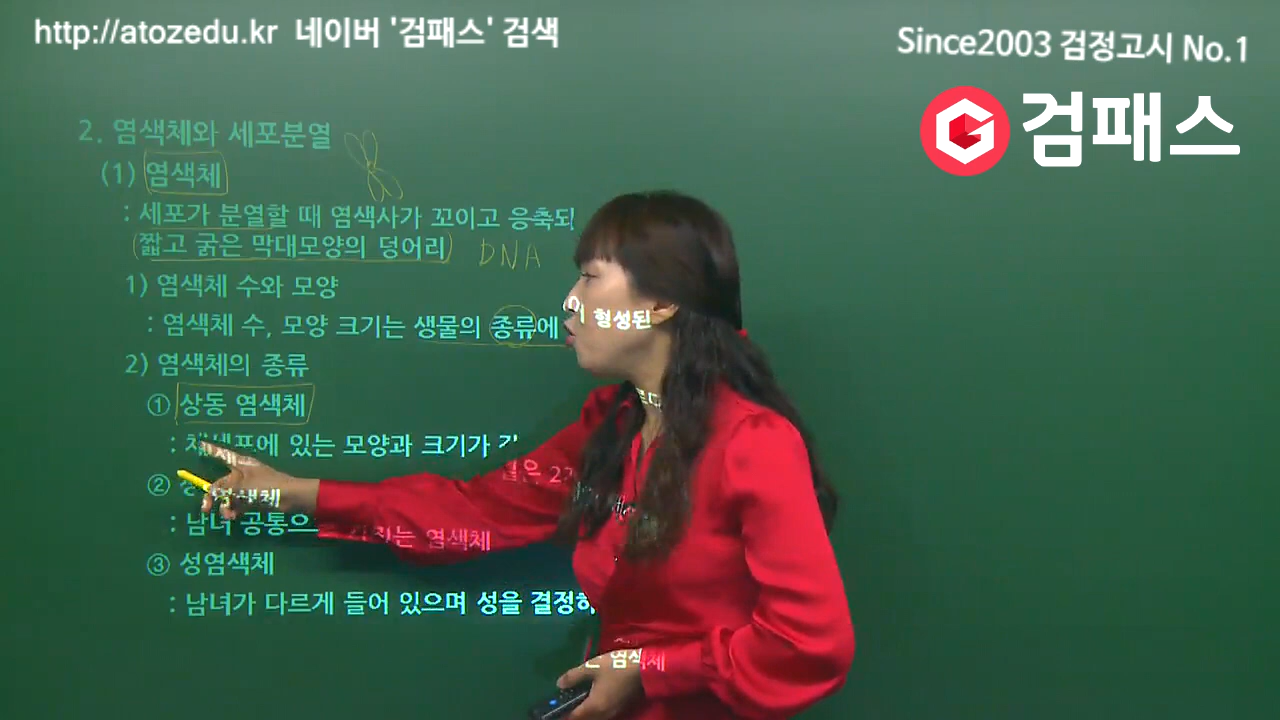 http://atozedu.kr 네이버 '검패스' 검색
Since2003 검정고시 No.1
검패스
2. 염색체와 세포분열
(1) 염색체
: 세포가 분열할 때 염색사가 꼬이고 응축되
짧고 굵은 막대모양의 덩어리 DNA
1) 염색체 수와 모양
: 염색체 수, 모양 크기는 생물의 종류에
형성된
2) 염색체의 종류
① 상동 염색체
: 체세포에 있는 모양과 크기가
②
염색체
: 남녀 공통으 는 염색체
③ 성염색체
: 남녀가 다르게 들어 있으며 성을 결정하
는 염색체